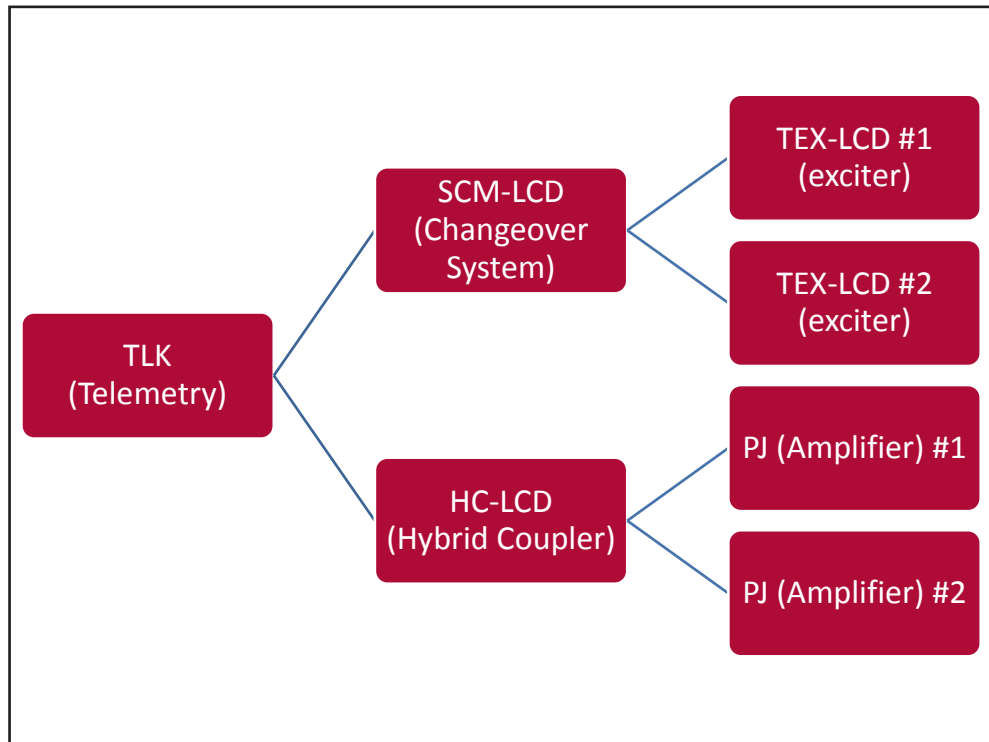 TLK
(Telemetry)
SCM-LCD
(Changeover
System)
HC-LCD
(Hybrid Coupler)
TEX-LCD #1
(exciter)
TEX-LCD #2
(exciter)
PJ (Amplifier) #1
PJ (Amplifier) #2